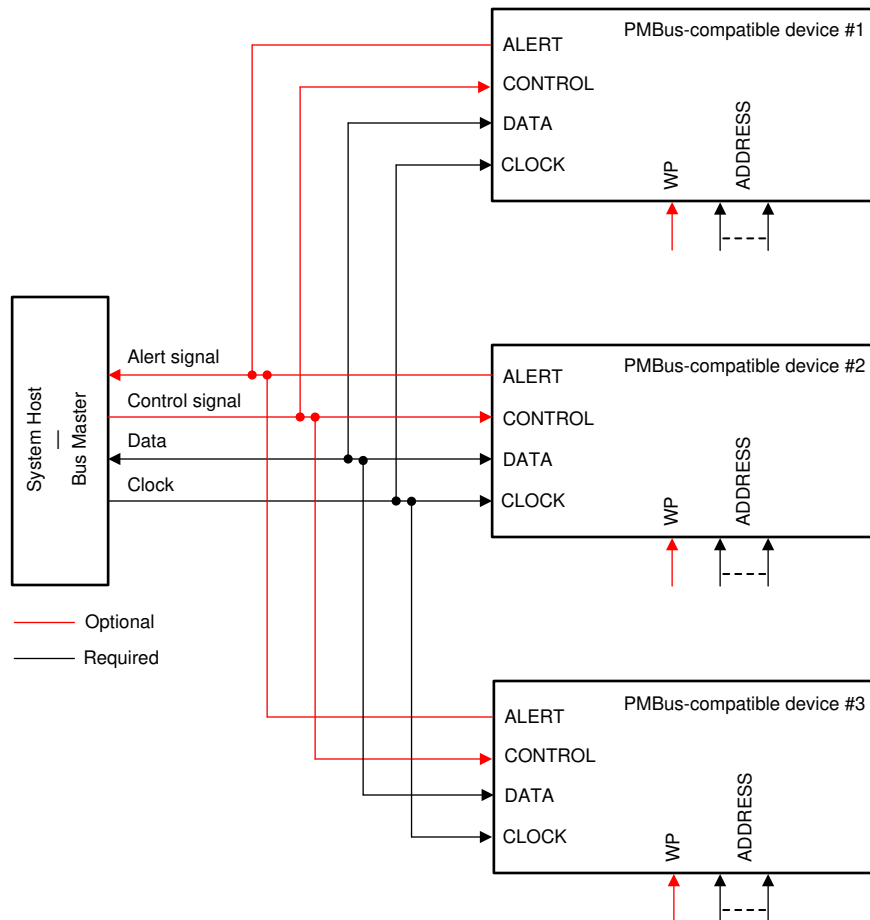 PMBus-compatible device #1
ALERT
CONTROL
DATA
CLOCK
WP
ADDRESS
System Host
Bus Master
Alert signal
Control signal
Data
Clock
PMBus-compatible device #2
ALERT
CONTROL
DATA
CLOCK
WP
ADDRESS
Optional
Required
PMBus-compatible device #3
ALERT
CONTROL
DATA
CLOCK
WP
ADDRESS